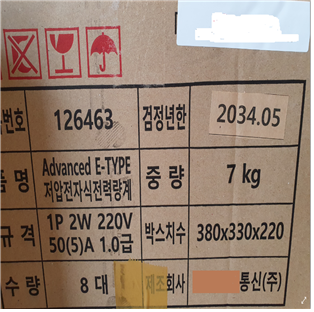 번호 126463 검정년한 2034.05
품명 Advanced E-TYPE 저압전자식전력량계 중량 7 kg
규격 1P 2W 220V 50(5)A 1.0급 박스치수 380x330x220
수량 8 대 제조회사 통신(주)